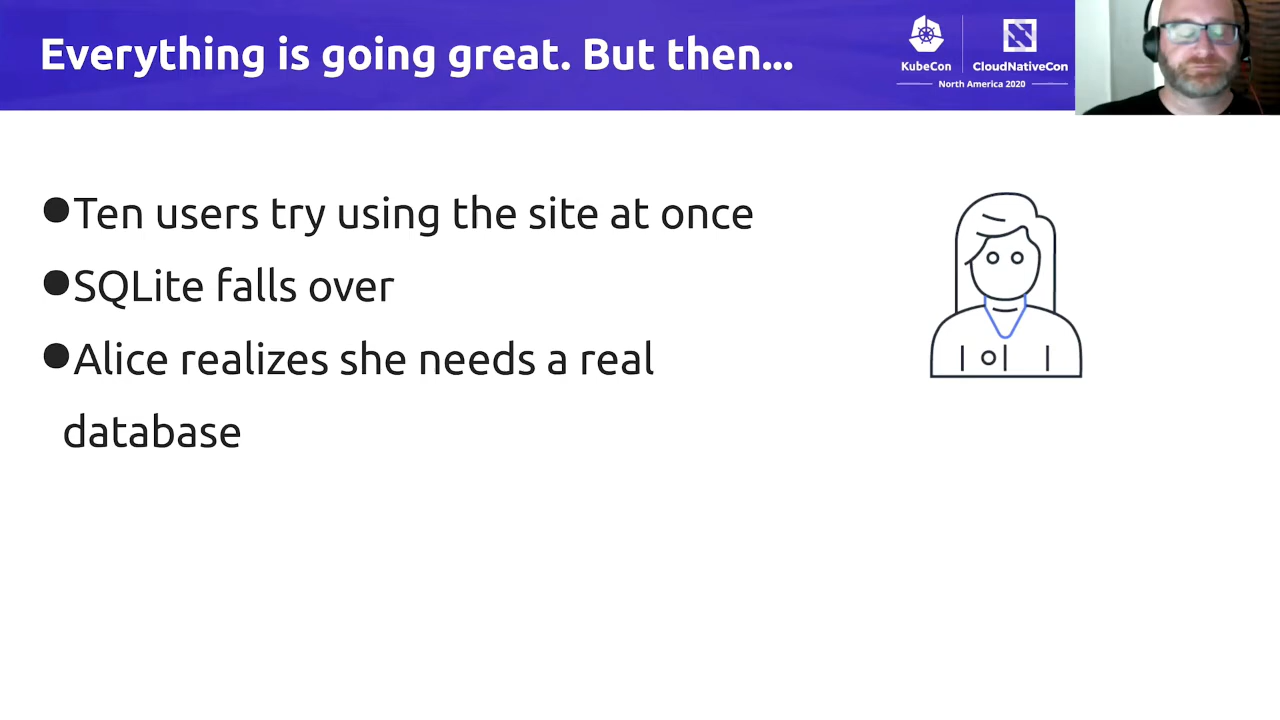 Everything is going great. But then...
KubeCon
CloudNativeCon
North America 2020
●Ten users try using the site at once
●SQLite falls over
●Alice realizes she needs a real
database